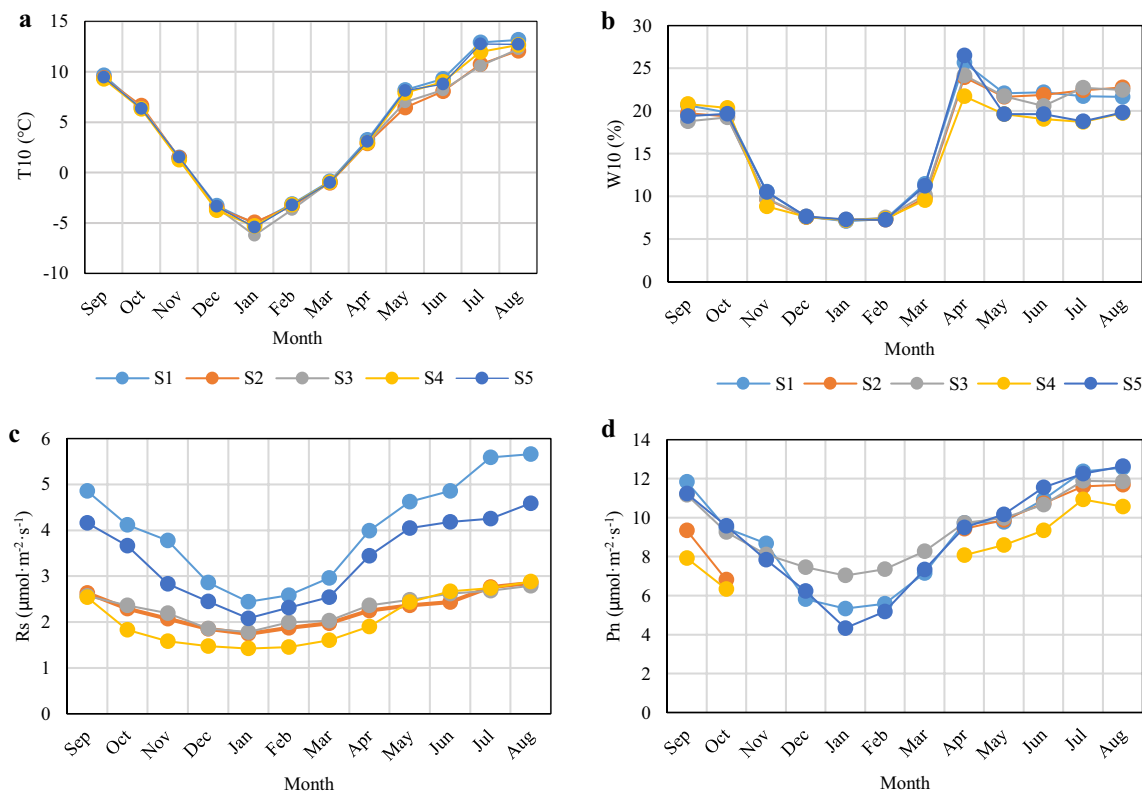 a
15
10
5
0
-5
-10
T10 (℃)
Sep Oct Nov Dec Jan Feb Mar Apr May Jun Jul Aug
Month
S1 S2 S3 S4 S5
b
30
25
20
15
10
5
0
W10 (%)
Sep Oct Nov Dec Jan Feb Mar Apr May Jun Jul Aug
Month
S1 S2 S3 S4 S5
c
6
5
4
3
2
1
0
Rs (μmol·m⁻²·s⁻¹)
Sep Oct Nov Dec Jan Feb Mar Apr May Jun Jul Aug
Month
d
14
12
10
8
6
4
2
0
Pn (μmol·m⁻²·s⁻¹)
Sep Oct Nov Dec Jan Feb Mar Apr May Jun Jul Aug
Month